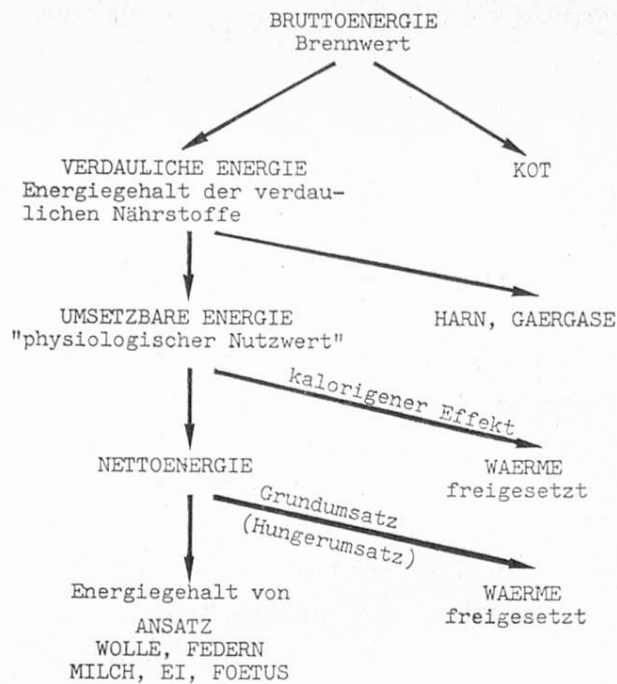 BRUTTOENERGIE
Brennwert
VERDAULICHE ENERGIE
Energiegehalt der verdau-
lichen Nährstoffe
KOT
UMSETZBARE ENERGIE
"physiologischer Nutzwert"
HARN, GAERGASE
kalorigener Effekt
NETTOENERGIE
WAERME
freigesetzt
Grundumsatz
(Hungerumsatz)
Energiegehalt von
ANSATZ
WOLLE, FEDERN
MILCH, EI, FOETUS
WAERME
freigesetzt